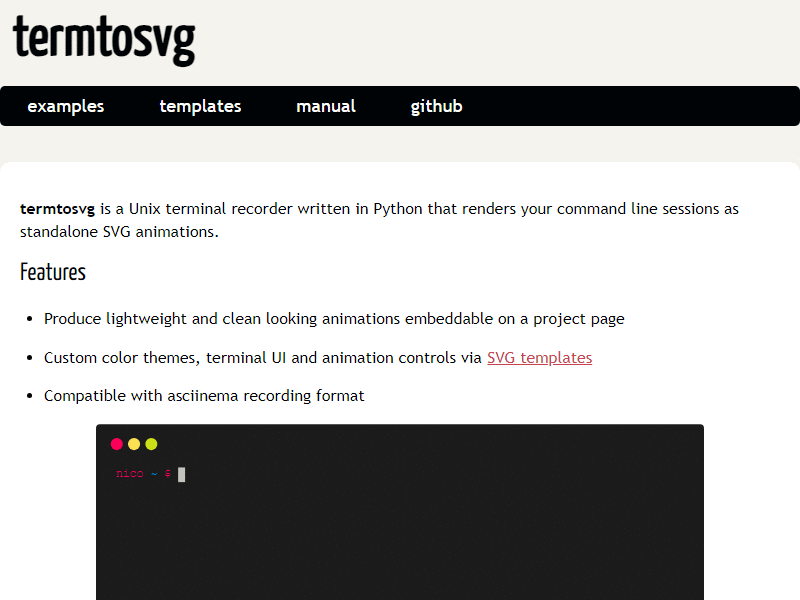 termtosvg
examples templates manual github
termtosvg is a Unix terminal recorder written in Python that renders your command line sessions as
standalone SVG animations.
Features
Produce lightweight and clean looking animations embeddable on a project page
Custom color themes, terminal UI and animation controls via SVG templates
Compatible with asciinema recording format
nico ~ $